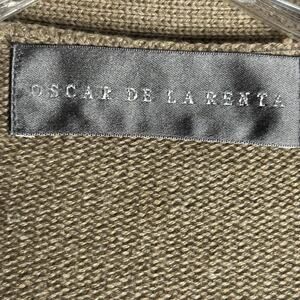 OSCAR DE LA RENTA